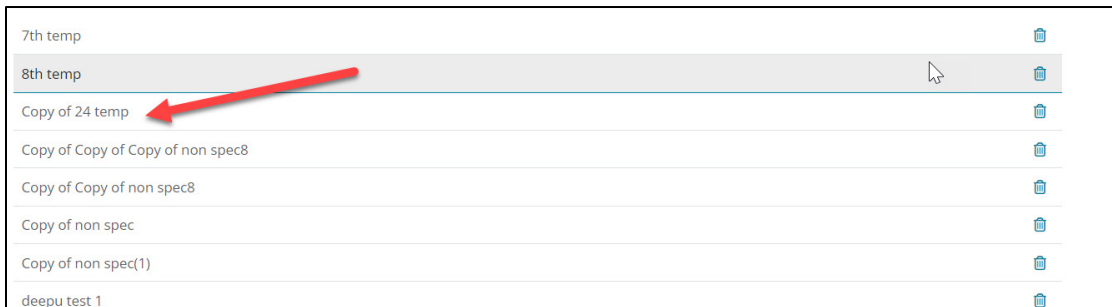 7th temp
8th temp
Copy of 24 temp
Copy of Copy of Copy of non spec8
Copy of Copy of non spec8
Copy of non spec
Copy of non spec(1)
deepu test 1